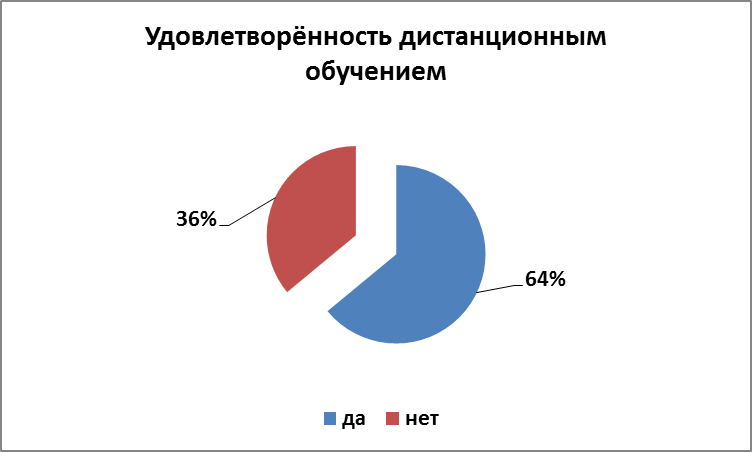 Удовлетворённость дистанционным
обучением
36%
64%
да нет